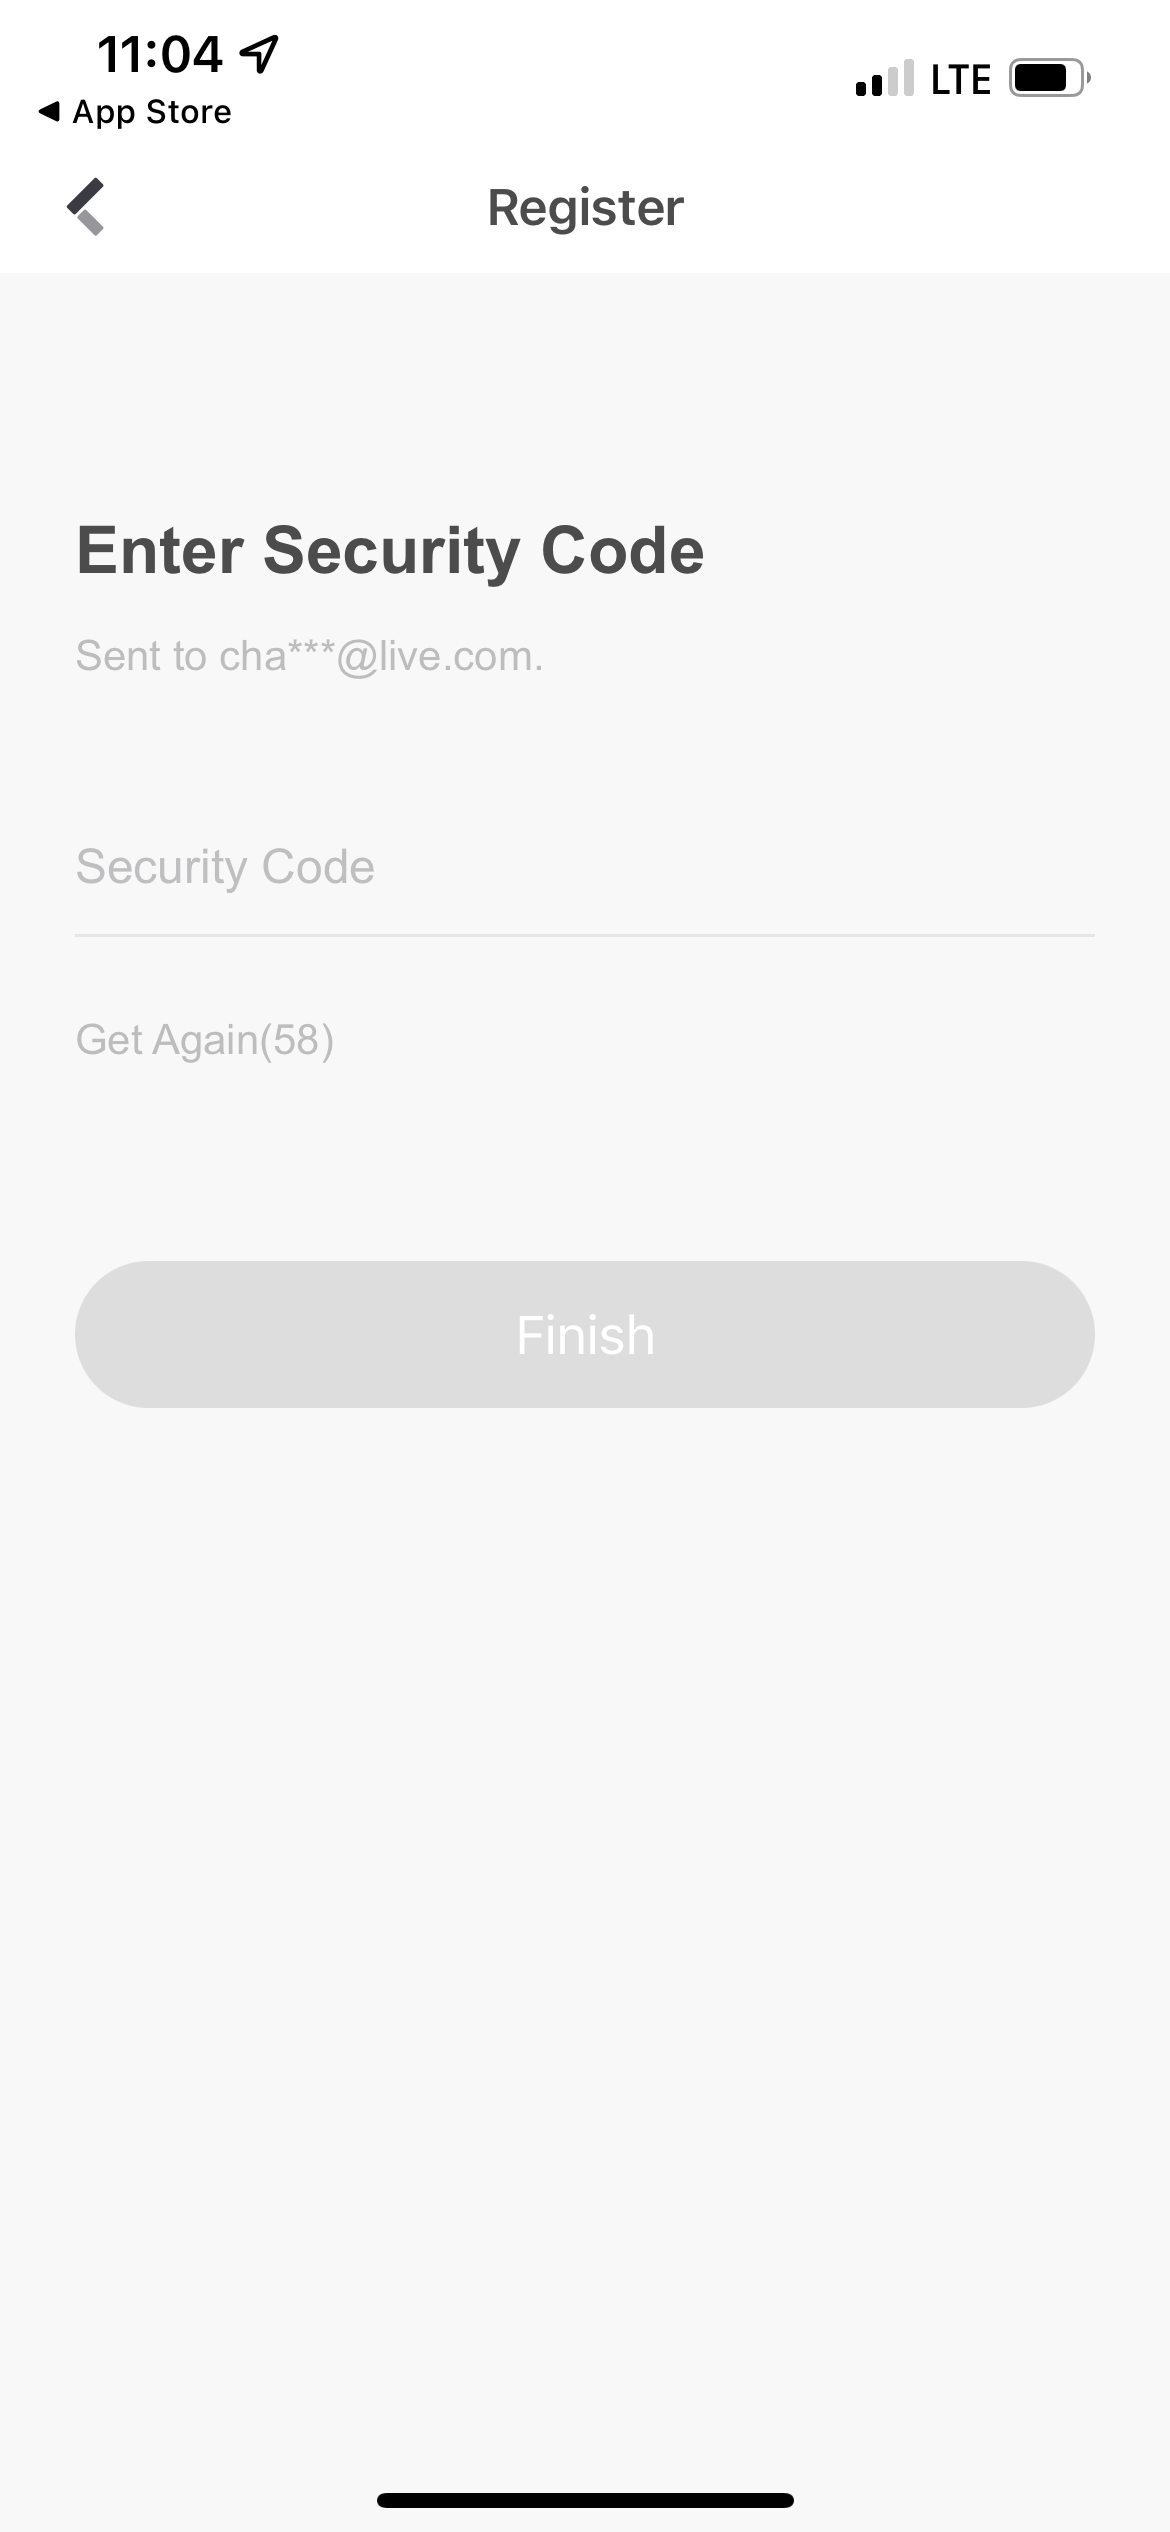 11:04
LTE
App Store
Register
Enter Security Code
Sent to cha***@live.com.
Security Code
Get Again(58)
Finish